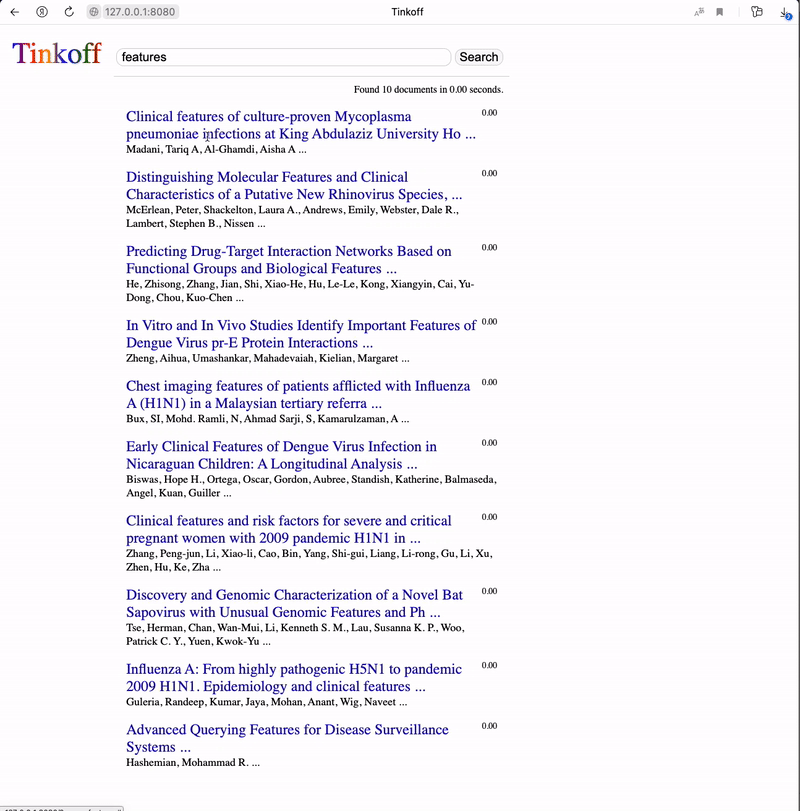 127.0.0.1:8080
Tinkoff
Tinkoff
features
Search
Found 10 documents in 0.00 seconds.
Clinical features of culture-proven Mycoplasma
0.00
pneumoniae infections at King Abdulaziz University Ho ...
Madani, Tariq A, Al-Ghamdi, Aisha A ...
Distinguishing Molecular Features and Clinical
0.00
Characteristics of a Putative New Rhinovirus Species, ...
McErlean, Peter, Shackelton, Laura A., Andrews, Emily, Webster, Dale R.,
Lambert, Stephen B., Nissen ...
Predicting Drug-Target Interaction Networks Based on
0.00
Functional Groups and Biological Features ...
He, Zhisong, Zhang, Jian, Shi, Xiao-He, Hu, Le-Le, Kong, Xiangyin, Cai, Yu-
Dong, Chou, Kuo-Chen ...
In Vitro and In Vivo Studies Identify Important Features of
0.00
Dengue Virus pr-E Protein Interactions ...
Zheng, Aihua, Umashankar, Mahadevaiah, Kielian, Margaret ...
Chest imaging features of patients afflicted with Influenza
0.00
A (H1N1) in a Malaysian tertiary referra ...
Bux, SI, Mohd. Ramli, N, Ahmad Sarji, S, Kamarulzaman, A ...
Early Clinical Features of Dengue Virus Infection in
0.00
Nicaraguan Children: A Longitudinal Analysis ...
Biswas, Hope H., Ortega, Oscar, Gordon, Aubree, Standish, Katherine, Balmaseda,
Angel, Kuan, Guiller ...
Clinical features and risk factors for severe and critical
0.00
pregnant women with 2009 pandemic H1N1 in ...
Zhang, Peng-jun, Li, Xiao-li, Cao, Bin, Yang, Shi-gui, Liang, Li-rong, Gu, Li, Xu,
Zhen, Hu, Ke, Zha ...
Discovery and Genomic Characterization of a Novel Bat
0.00
Sapovirus with Unusual Genomic Features and Ph ...
Tse, Herman, Chan, Wan-Mui, Li, Kenneth S. M., Lau, Susanna K. P., Woo,
Patrick C. Y., Yuen, Kwok-Yu ...
Influenza A: From highly pathogenic H5N1 to pandemic
0.00
2009 H1N1. Epidemiology and clinical features ...
Guleria, Randeep, Kumar, Jaya, Mohan, Anant, Wig, Naveet ...
Advanced Querying Features for Disease Surveillance
0.00
Systems ...
Hashemian, Mohammad R. ...